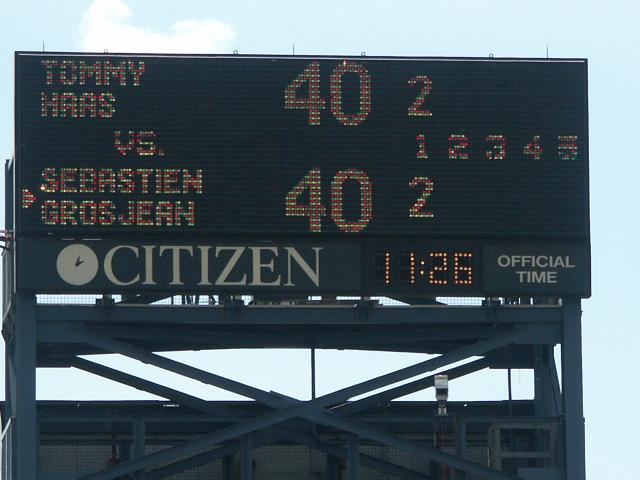 TOMMY
HAAS 40 2
VS. 1 2 3 4 5
SEBASTIEN
GROSJEAN 40 2
CITIZEN 11:26 OFFICIAL
TIME